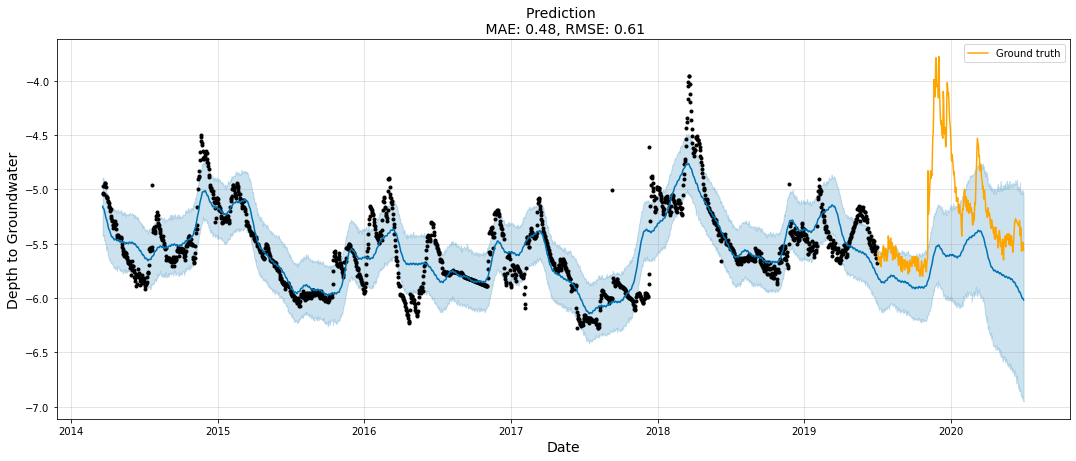 Prediction
MAE: 0.48, RMSE: 0.61
Ground truth
Depth to Groundwater
−4.0
−4.5
−5.0
−5.5
−6.0
−6.5
−7.0
2014
2015
2016
2017
2018
2019
2020
Date